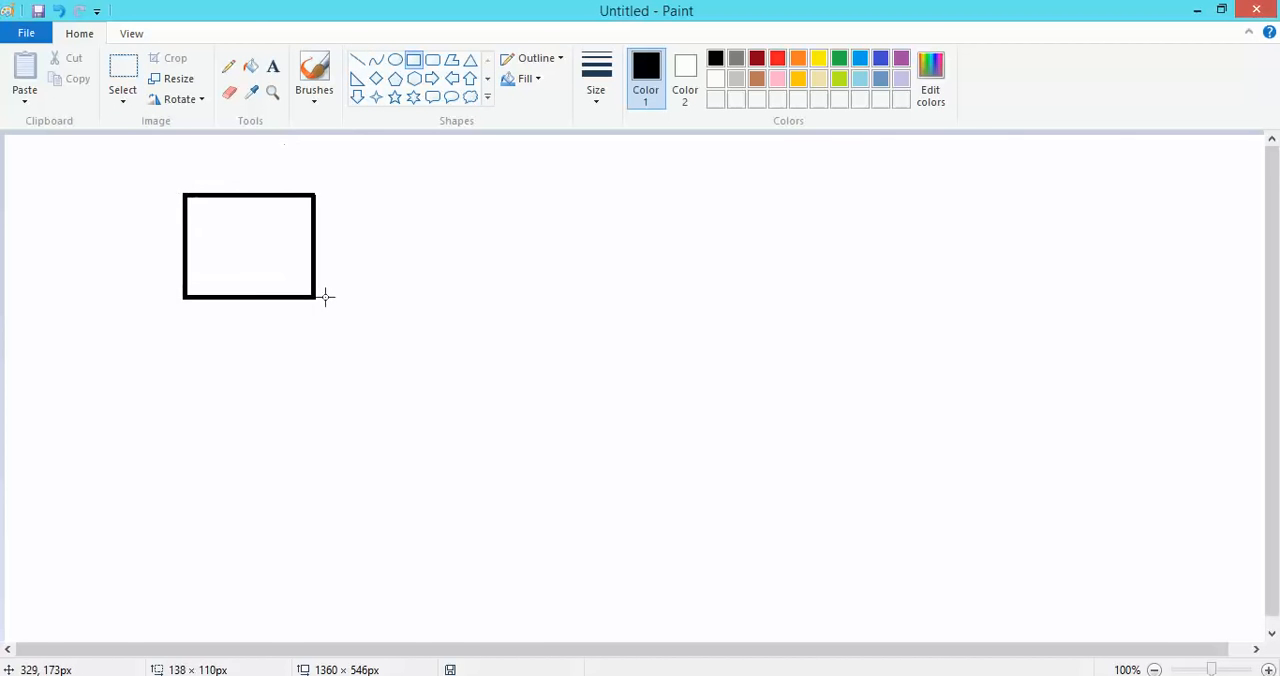 Untitled - Paint
File Home View
Paste
Cut
Copy
Clipboard
Select
Crop
Resize
Rotate
Image
A
Tools
Brushes
Outline
Fill
Shapes
Size
Color 1
Color 2
Edit colors
Colors
329, 173px
138 × 110px
1360 × 546px
100%